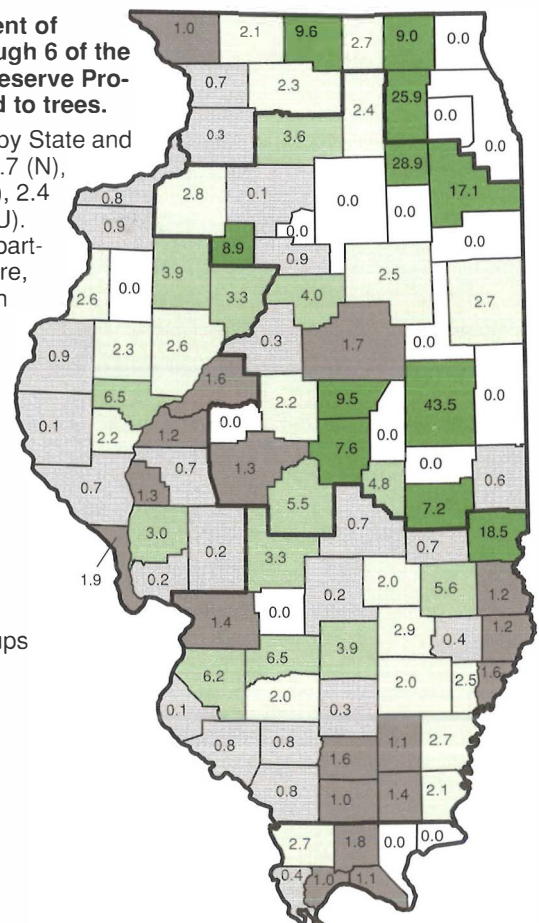 ent of
ough 6 of the
eserve Pro-
d to trees.
by State and
.7 (N),
), 2.4
U).
part-
re,
n
ups
1.0 2.1 9.6 2.7 9.0 0.0
0.7 2.3 2.4 25.9 0.0
0.3 3.6 0.0
28.9 17.1
0.8 2.8 0.1 0.0 0.0
0.9 0.0 0.0
8.9 0.9
3.9 2.5
2.6 0.0 3.3 4.0 2.7
0.9 2.3 2.6 0.3 1.7 0.0
1.6
6.5 2.2 9.5 43.5 0.0
0.1 2.2 1.2 0.0 7.6 0.0
0.7 0.7 1.3 0.0
1.3 5.5 4.8 7.2 0.6
3.0 0.2 3.3 0.7 0.7 18.5
1.9 0.2 0.2 2.0 5.6 1.2
1.4 0.0 2.9 0.4 1.2
6.2 6.5 3.9
2.0 2.0 2.5 1.6
0.1 0.3
0.8 0.8 1.6 1.1 2.7
0.8 1.0 1.4 2.1
2.7 1.8 0.0 0.0
0.4 1.0 1.1